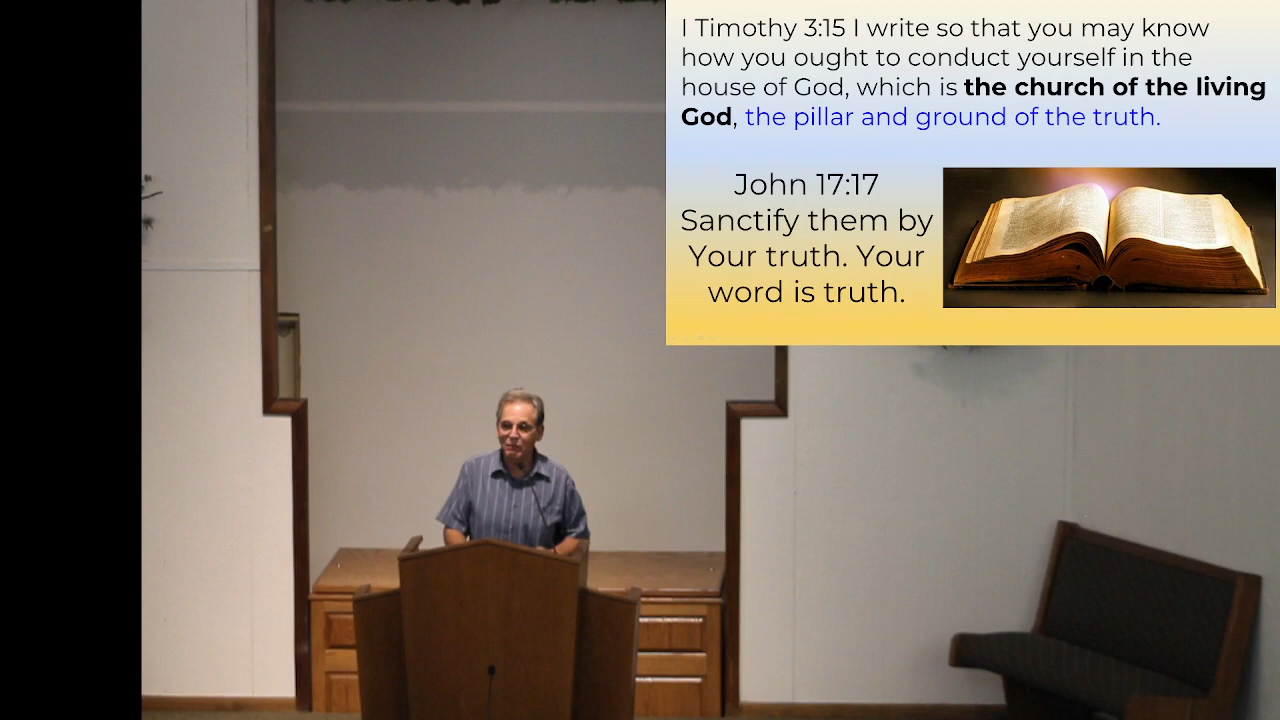 I Timothy 3:15 I write so that you may know
how you ought to conduct yourself in the
house of God, which is the church of the living
God, the pillar and ground of the truth.
John 17:17
Sanctify them by
Your truth. Your
word is truth.